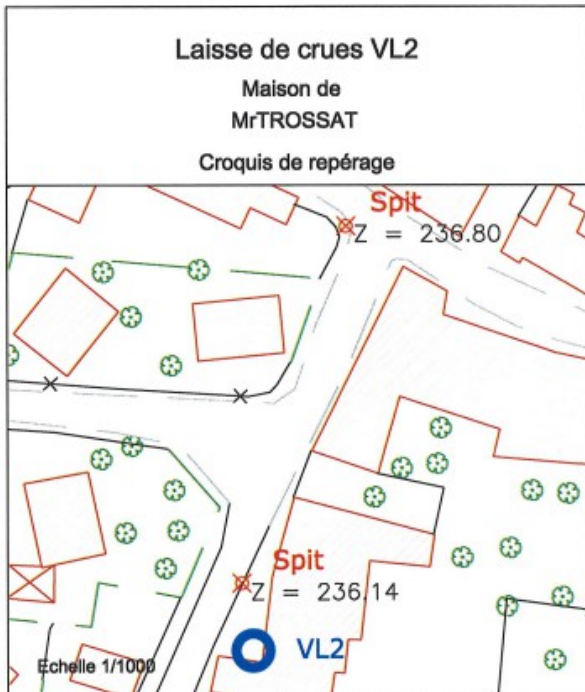 Laisse de crues VL2
Maison de
MrTROSSAT
Croquis de repérage
Spit
Z = 236.80
Spit
Z = 236.14
VL2
Echelle 1/1000